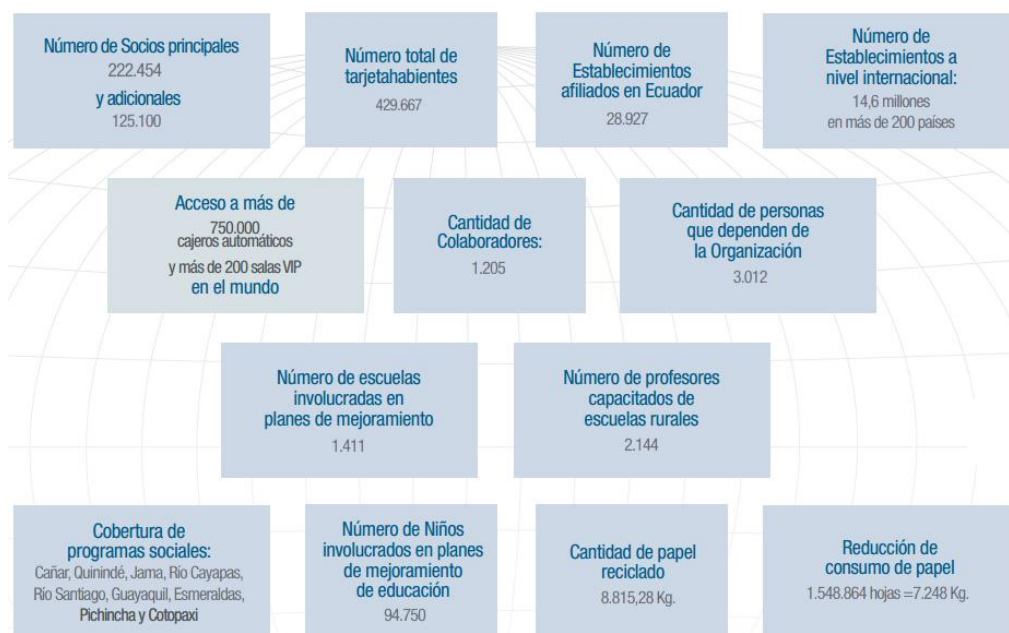 Número de Socios principales
222.454
y adicionales
125.100
Número total de
tarjetahabientes
429.667
Número de
Establecimientos
afiliados en Ecuador
28.927
Número de
Establecimientos a
nivel internacional:
14,6 millones
en más de 200 países
Acceso a más de
750.000
cajeros automáticos
y más de 200 salas VIP
en el mundo
Cantidad de
Colaboradores:
1.205
Cantidad de personas
que dependen de
la Organización
3.012
Número de escuelas
involucradas en
planes de mejoramiento
1.411
Número de profesores
capacitados de
escuelas rurales
2.144
Cobertura de
programas sociales:
Cañar, Quinindé, Jama, Río Cayapas,
Río Santiago, Guayaquil, Esmeraldas,
Pichincha y Cotopaxi
Número de Niños
involucrados en planes
de mejoramiento
de educación
94.750
Cantidad de papel
reciclado
8.815,28 Kg.
Reducción de
consumo de papel
1.548.864 hojas =7.248 Kg.